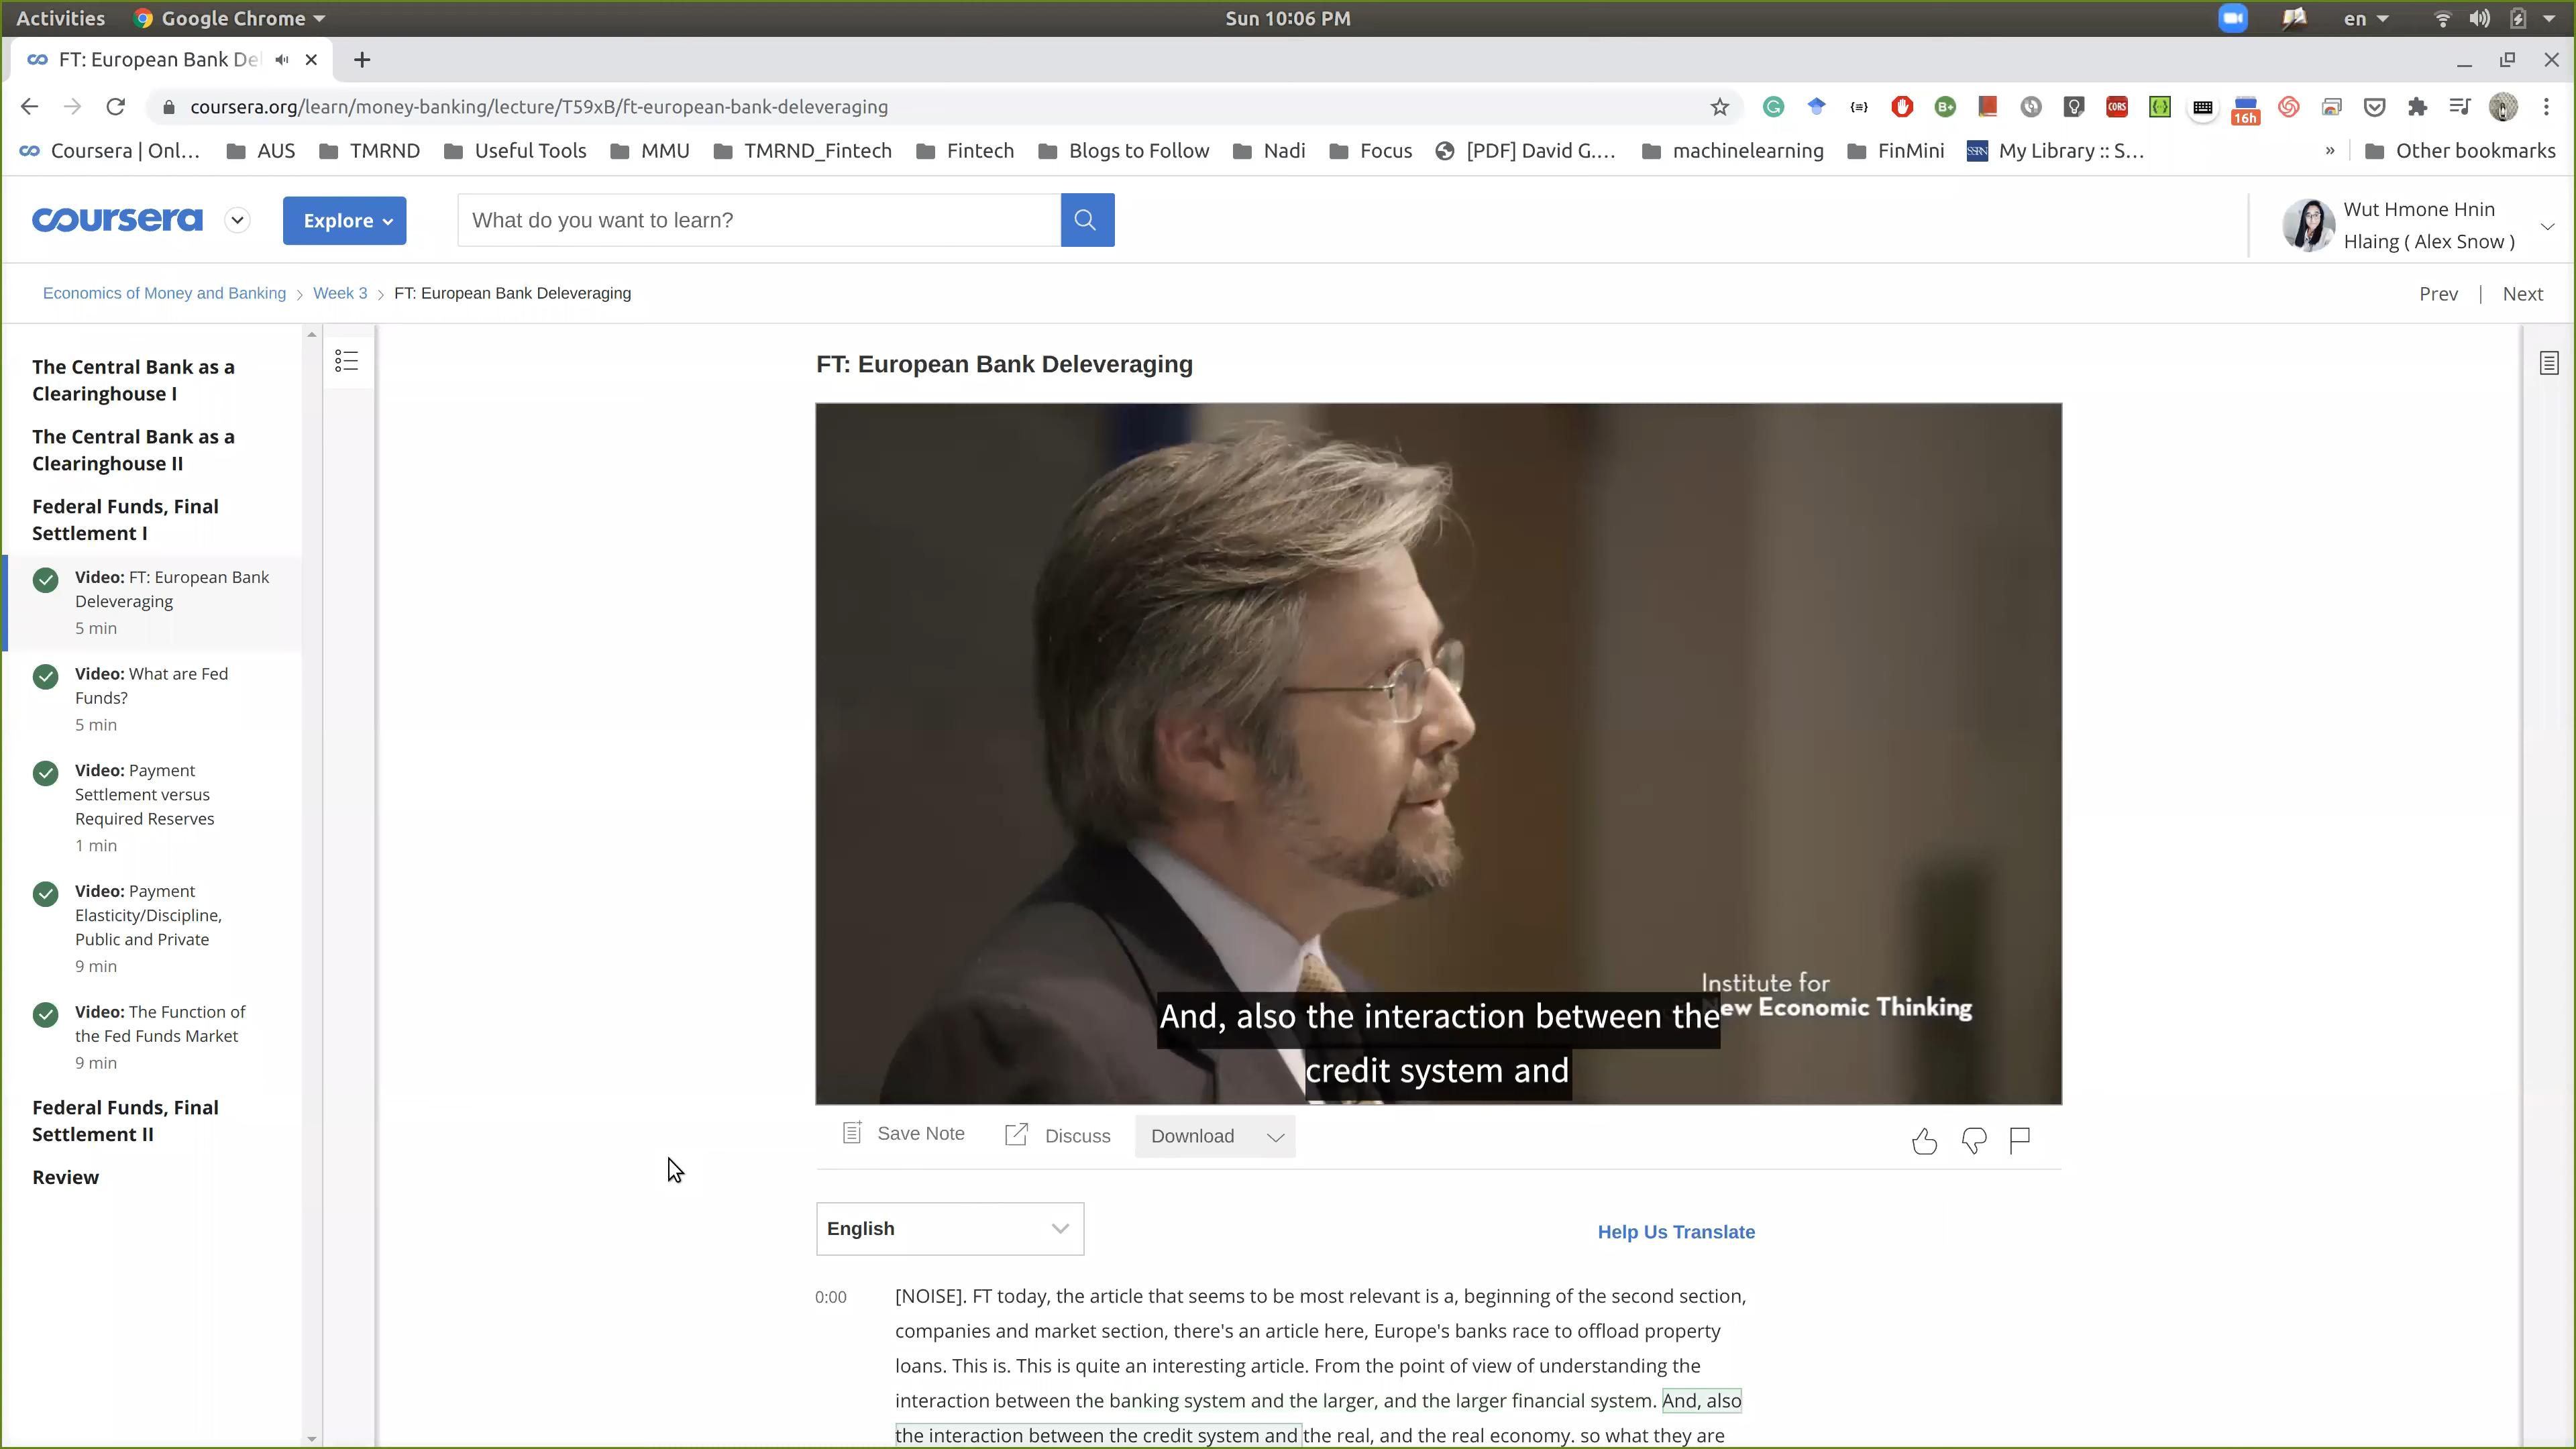 Activities Google Chrome Sun 10:06 PM en
FT: European Bank De
coursera.org/learn/money-banking/lecture/T59xB/ft-european-bank-deleveraging
B+ CORS 16h
Coursera | Onl... AUS TMRND Useful Tools MMU TMRND_Fintech Fintech Blogs to Follow Nadi Focus [PDF] David G.... machinelearning FinMini SSRN My Library :: S... » Other bookmarks
coursera Explore What do you want to learn? Wut Hmone Hnin
Hlaing ( Alex Snow )
Economics of Money and Banking > Week 3 > FT: European Bank Deleveraging Prev | Next
The Central Bank as a
Clearinghouse I
The Central Bank as a
Clearinghouse II
Federal Funds, Final
Settlement I
Video: FT: European Bank
Deleveraging
5 min
Video: What are Fed
Funds?
5 min
Video: Payment
Settlement versus
Required Reserves
1 min
Video: Payment
Elasticity/Discipline,
Public and Private
9 min
Video: The Function of
the Fed Funds Market
9 min
Federal Funds, Final
Settlement II
Review
FT: European Bank Deleveraging
Institute for
New Economic Thinking
And, also the interaction between the
credit system and
Save Note Discuss Download
English Help Us Translate
0:00 [NOISE]. FT today, the article that seems to be most relevant is a, beginning of the second section,
companies and market section, there's an article here, Europe's banks race to offload property
loans. This is. This is quite an interesting article. From the point of view of understanding the
interaction between the banking system and the larger, and the larger financial system. And, also
the interaction between the credit system and the real, and the real economy. so what they are